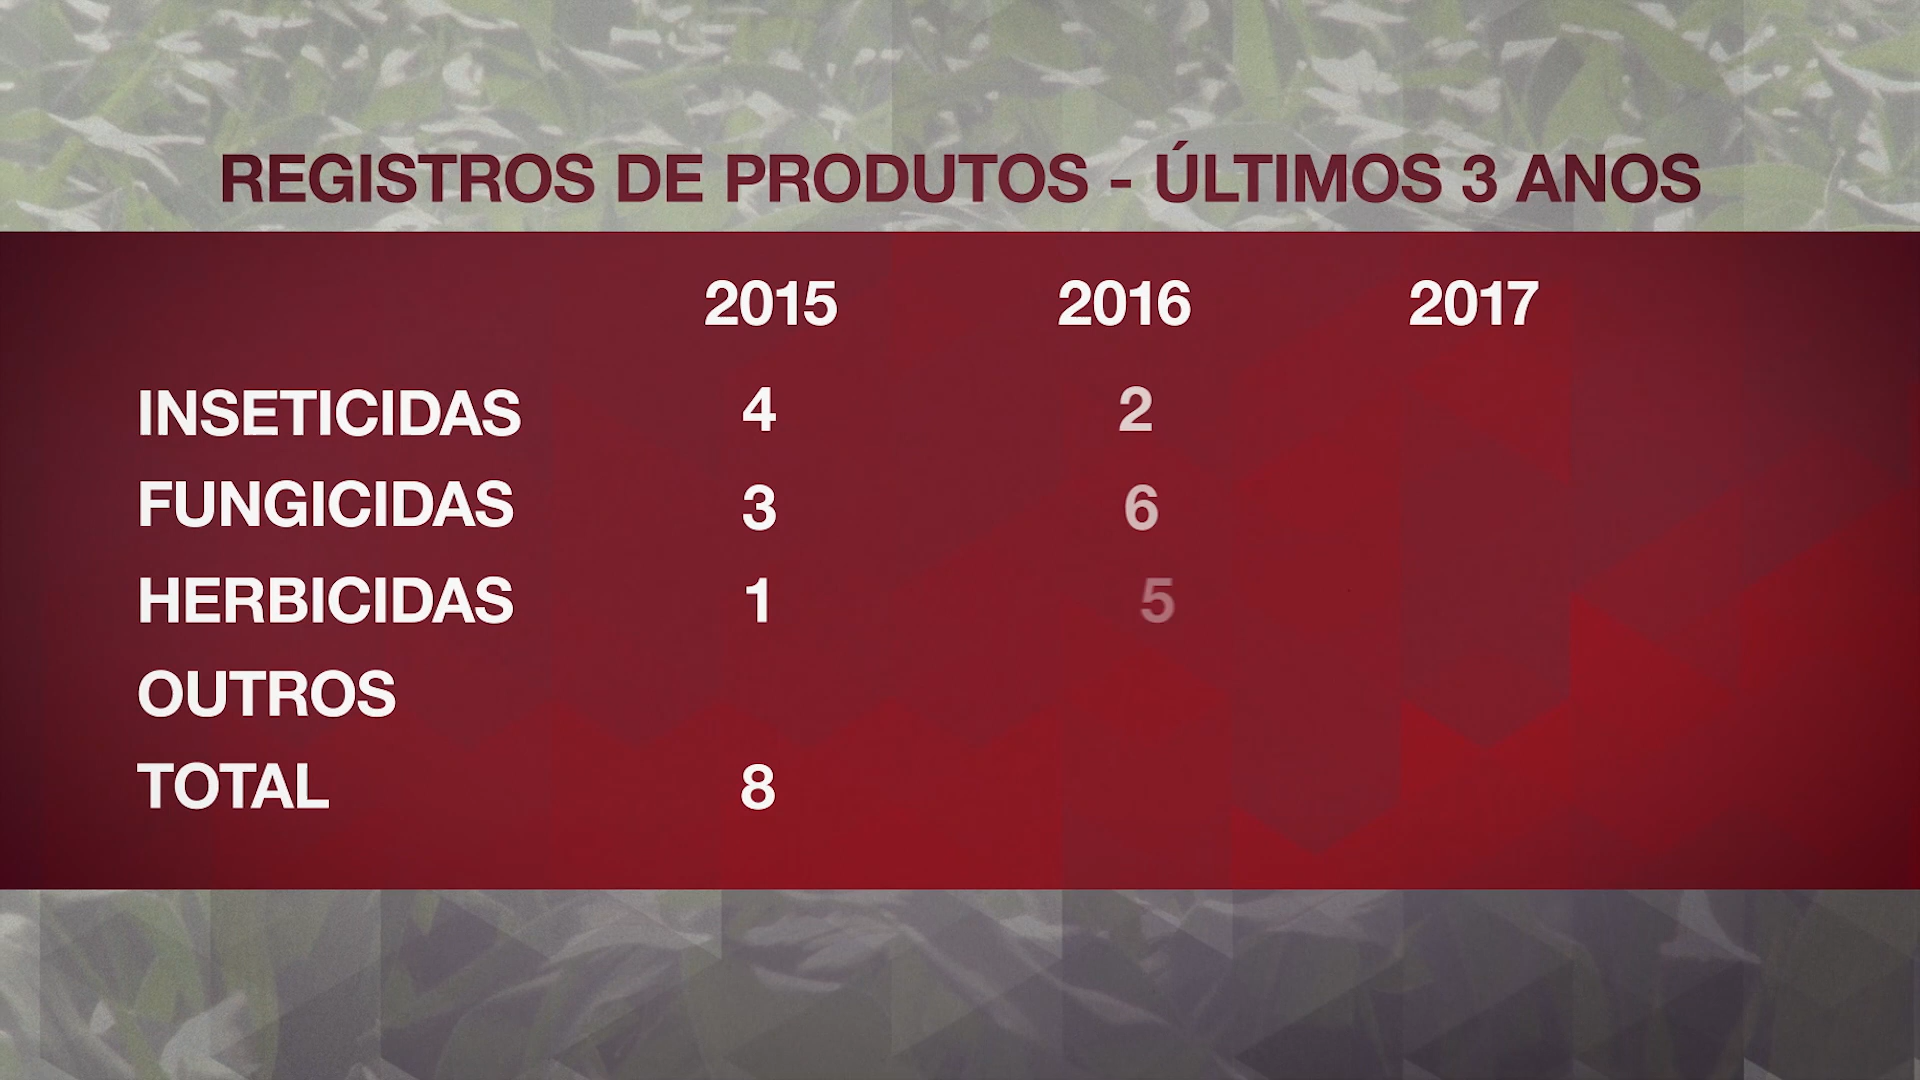 REGISTROS DE PRODUTOS - ÚLTIMOS 3 ANOS
2015 2016 2017
INSETICIDAS 4 2
FUNGICIDAS 3 6
HERBICIDAS 1 5
OUTROS
TOTAL 8